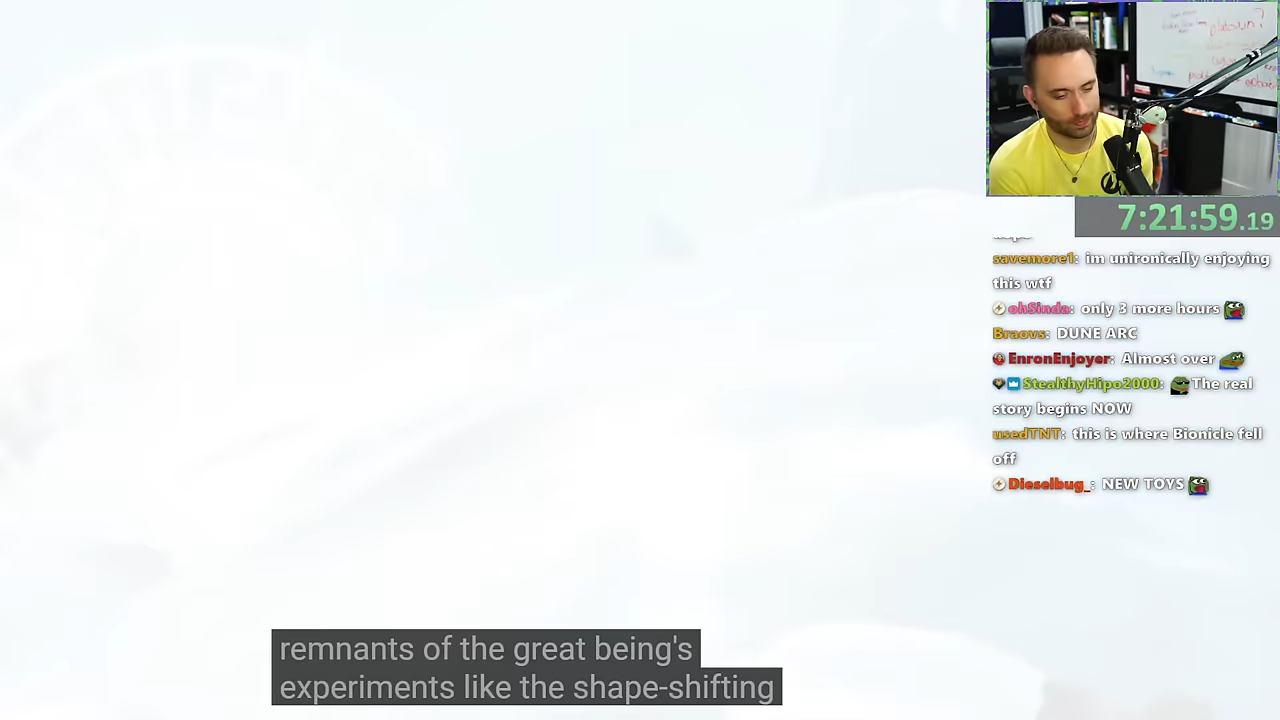 7:21:59.19
savemore1: im unironically enjoying
this wtf
ohSinda: only 3 more hours
Braovs: DUNE ARC
EnronEnjoyer: Almost over
StealthyHipo2000: The real
story begins NOW
usedTNT: this is where Bionicle fell
off
Dieselbug_: NEW TOYS
remnants of the great being's
experiments like the shape-shifting